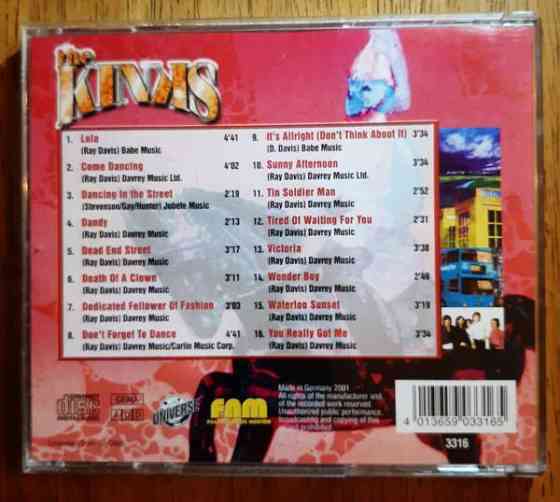 the
KINKS
1. Lola 4'41
(Ray Davis) Babe Music
2. Come Dancing 4'02
(Ray Davis) Davrey Music Ltd.
3. Dancing in the Street 2'19
(Stevenson/Gay/Hunter) Jobete Music
4. Dandy 2'13
(Ray Davis) Davrey Music
5. Dead End Street 3'17
(Ray Davis) Davrey Music
6. Death Of A Clown 3'11
(Ray Davis) Davrey Music
7. Dedicated Fellower Of Fashion 3'03
(Ray Davis) Davrey Music
8. Don't Forget To Dance 4'41
(Ray Davis) Davrey Music/Carlin Music Corp.
9. It's Allright (Don't Think About It) 3'34
(D. Davis) Babe Music
10. Sunny Afternoon 3'34
(Ray Davis) Davrey Music Ltd.
11. Tin Soldier Man 2'52
(Ray Davis) Davrey Music
12. Tired Of Waiting For You 2'31
(Ray Davis) Davrey Music
13. Victoria 3'38
(Ray Davis) Davrey Music
14. Wonder Boy 2'46
(Ray Davis) Davrey Music
15. Waterloo Sunset 3'19
(Ray Davis) Davrey Music
16. You Really Got Me 3'34
(Ray Davis) Davrey Music
COMPACT
disc
DIGITAL AUDIO
GEMA
ADD
UNIVERSE
FNM
Made in Germany 2001
All rights of the manufacturer and
of the recorded work reserved.
Unauthorized public performance,
broadcasting and copying of this
record prohibited.
4 013659 033165
3316